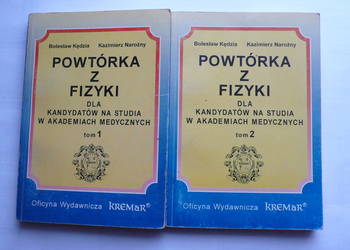 Bolesław Kędzia Kazimierz Narożny
POWTÓRKA
Z
FIZYKI
DLA
KANDYDATÓW NA STUDIA
W AKADEMIACH MEDYCZNYCH
tom 1
Oficyna Wydawnicza KREMAR®
Bolesław Kędzia Kazimierz Narożny
POWTÓRKA
Z
FIZYKI
DLA
KANDYDATÓW NA STUDIA
W AKADEMIACH MEDYCZNYCH
tom 2
Oficyna Wydawnicza KREMAR®